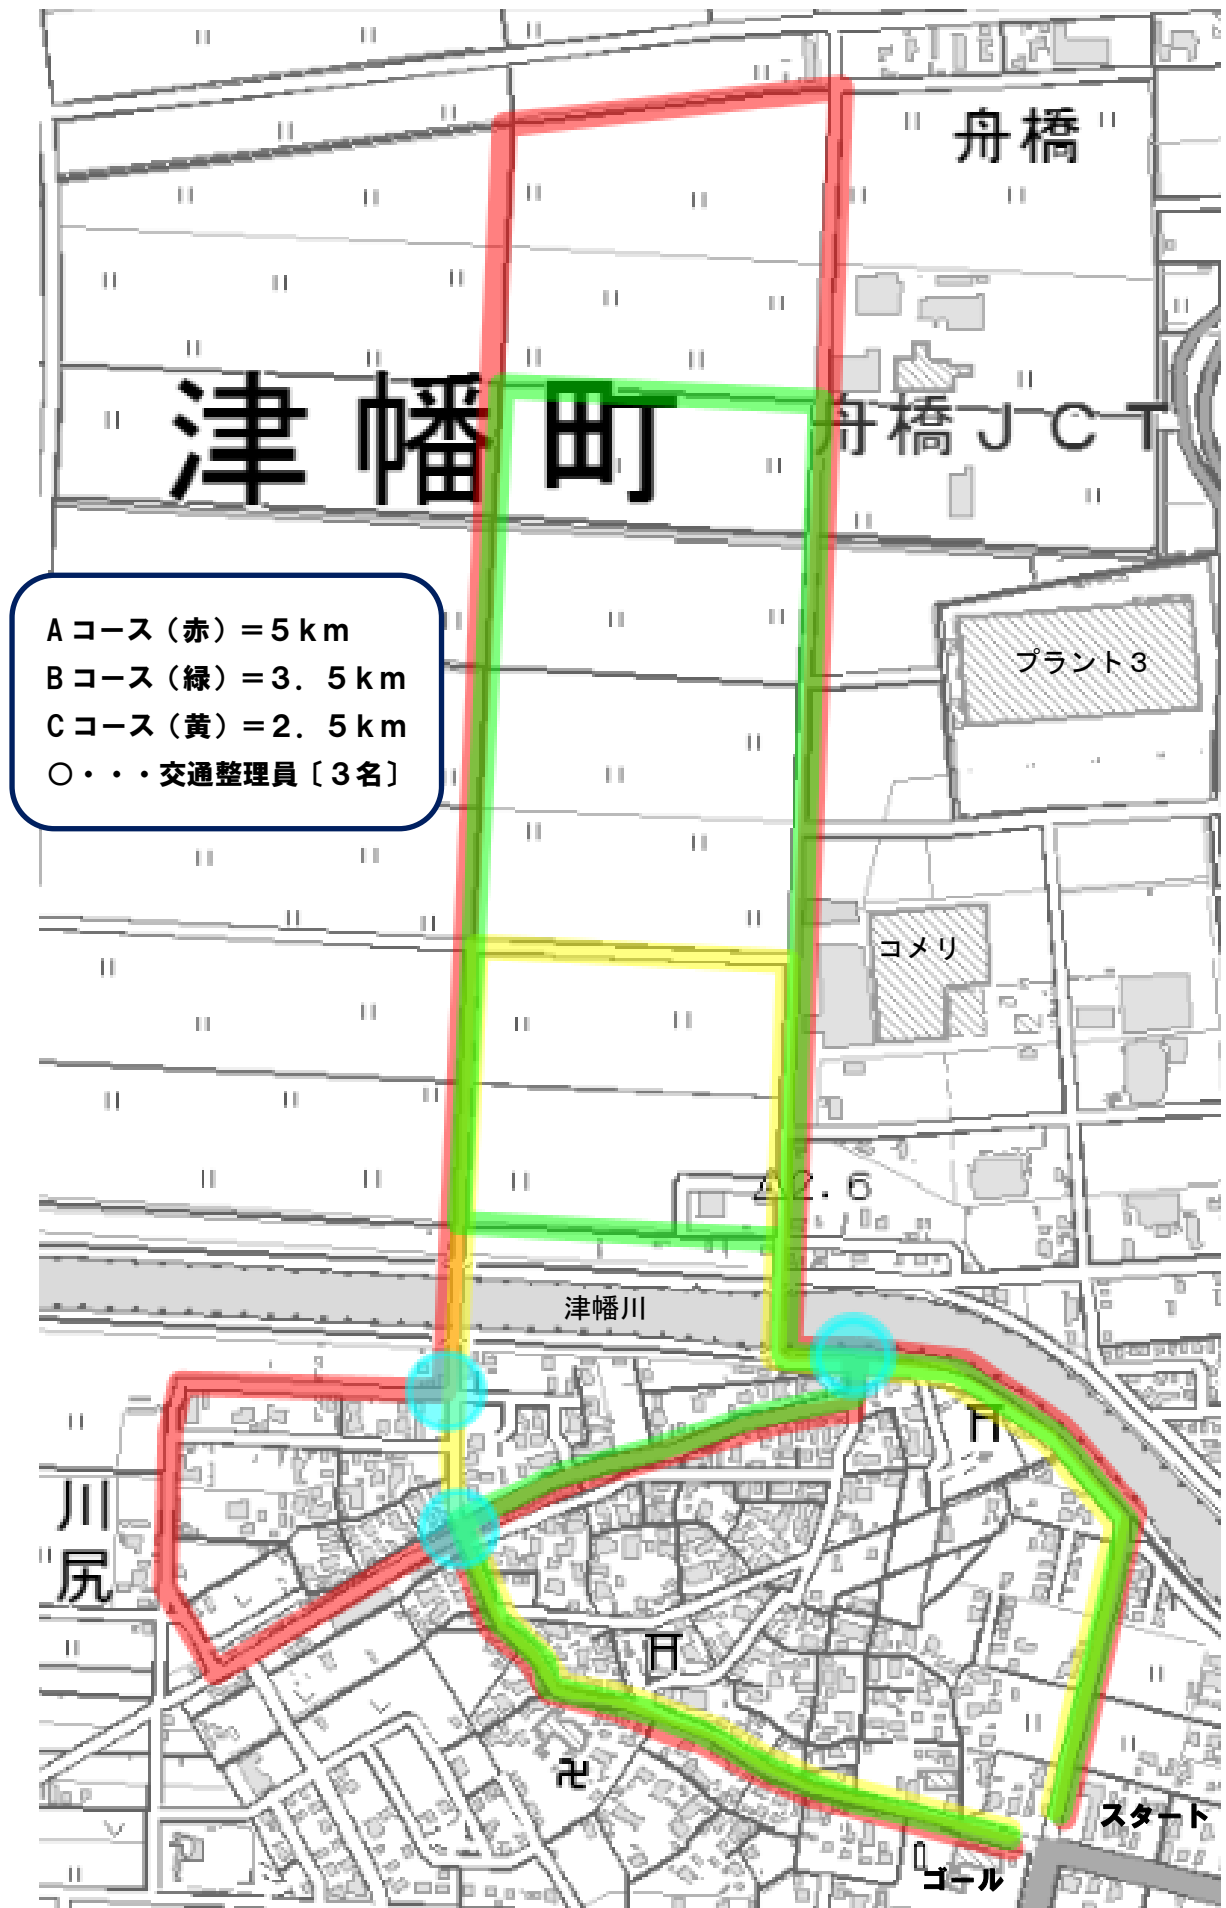 舟橋
津幡町
舟橋ＪＣＴ
Aコース（赤）＝５ｋｍ
Bコース（緑）＝３．５ｋｍ
Cコース（黄）＝２．５ｋｍ
○・・・交通整理員〔３名〕
プラント３
コメリ
2.6
津幡川
川尻
スタート
ゴール